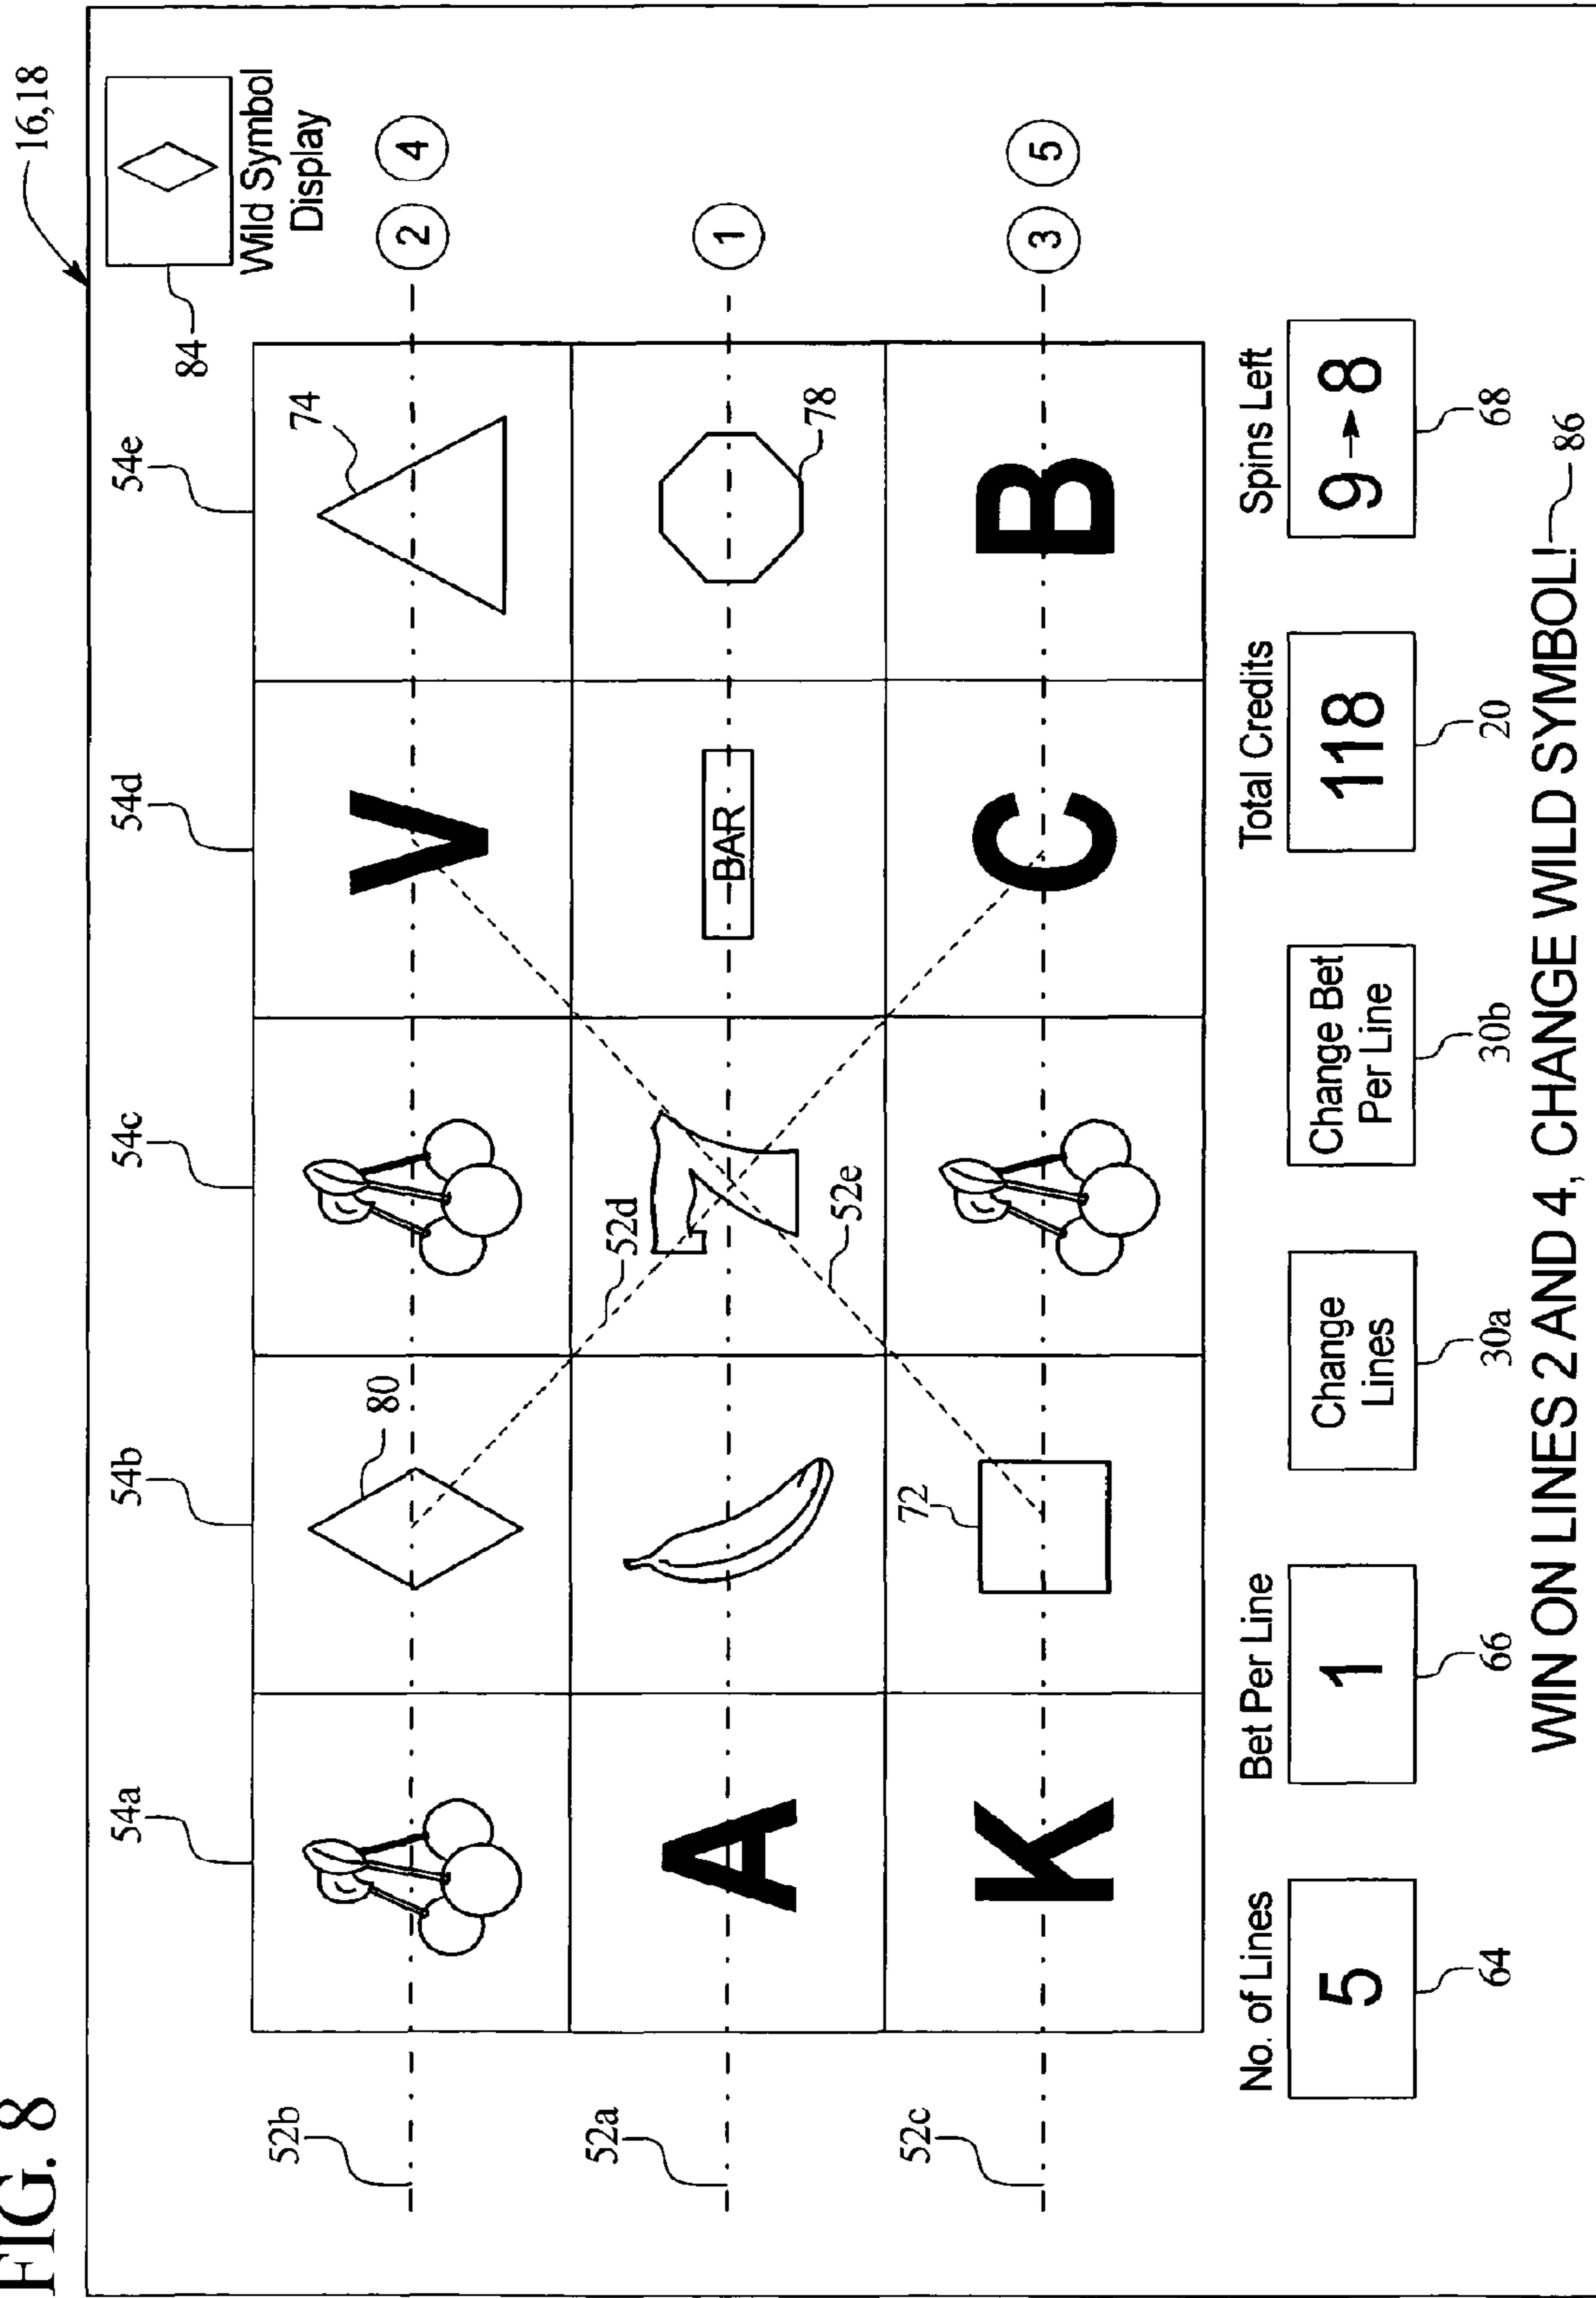 FIG. 8
16,18
54a
54b
54c
54d
54e
84
Wild Symbol
Display
52b
80
V
74
2
4
52a
A
52d
7
BAR
78
1
52c
K
72
52e
C
B
3
5
No. of Lines
Bet Per Line
Total Credits
Spins Left
5
1
Change
Lines
Change Bet
Per Line
118
9→8
64
66
30a
30b
20
68
WIN ON LINES 2 AND 4, CHANGE WILD SYMBOL!
86